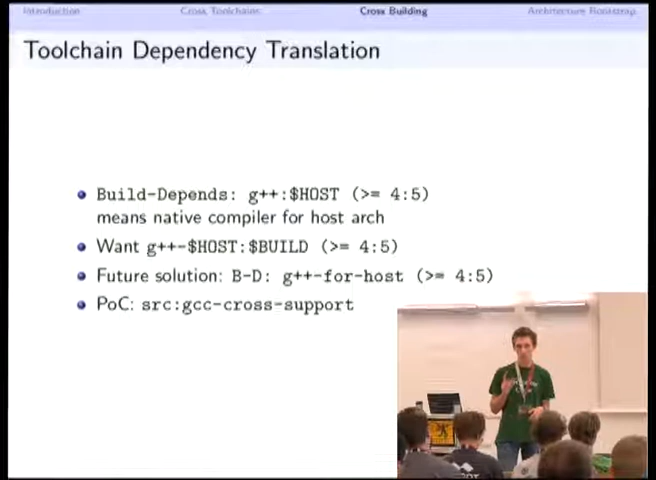 Introduction
Cross Toolchains
Cross Building
Architecture Bootstrap
Toolchain Dependency Translation
Build-Depends: g++:$HOST (>= 4:5)
means native compiler for host arch
Want g++-$HOST:$BUILD (>= 4:5)
Future solution: B-D: g++-for-host (>= 4:5)
PoC: src:gcc-cross-support